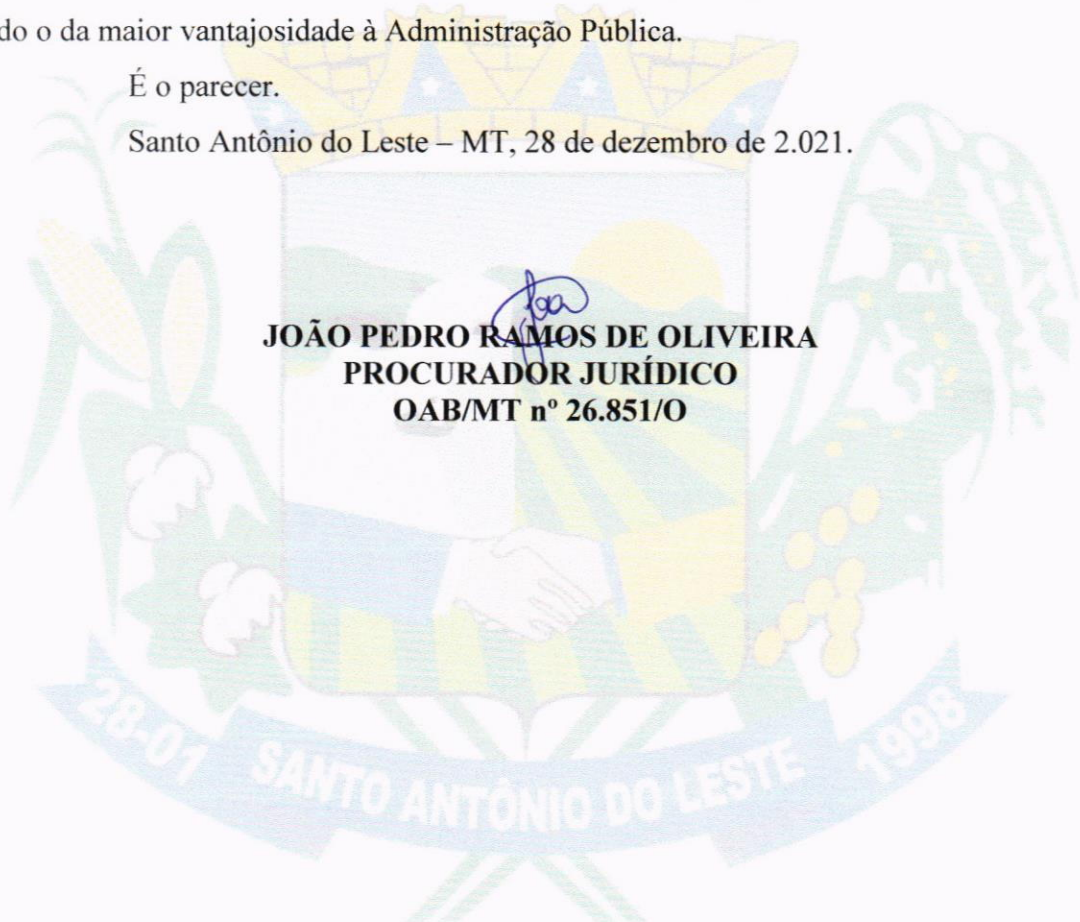 do o da maior vantajosidade à Administração Pública.
É o parecer.
Santo Antônio do Leste – MT, 28 de dezembro de 2.021.
JOÃO PEDRO RAMOS DE OLIVEIRA
PROCURADOR JURÍDICO
OAB/MT nº 26.851/O
28-01 SANTO ANTÔNIO DO LESTE 1998